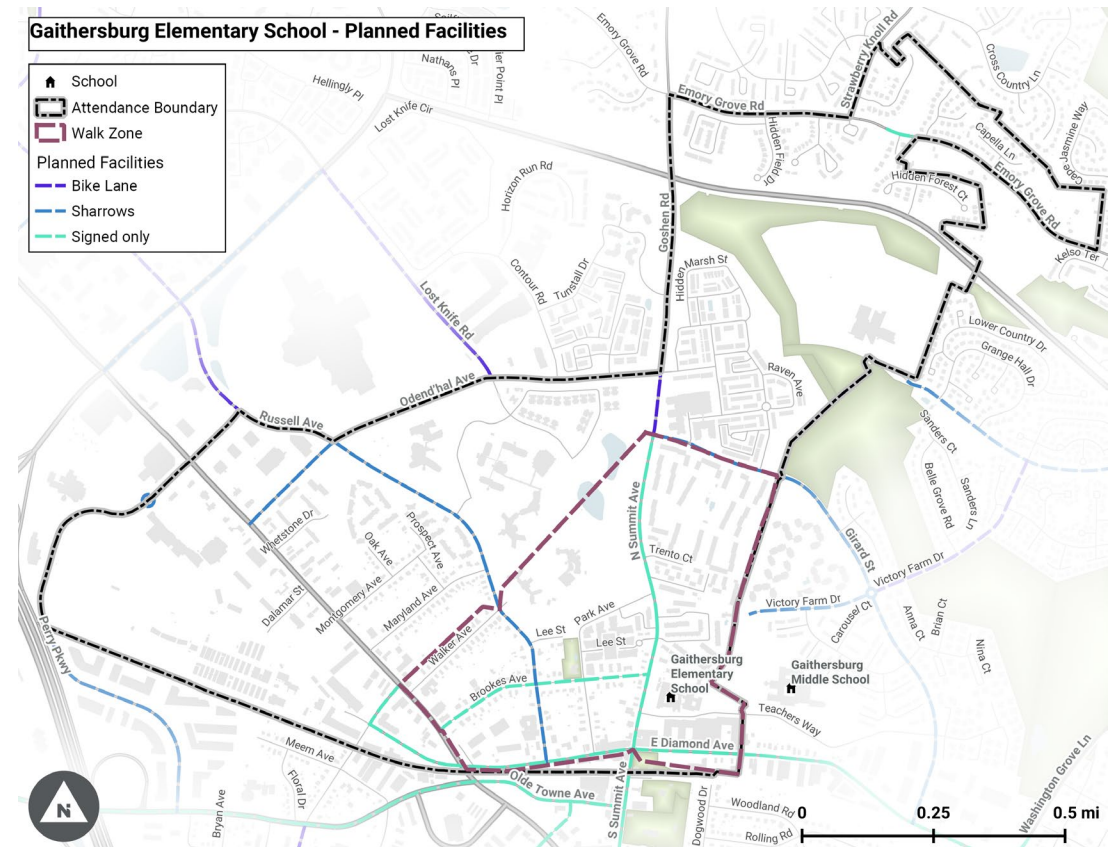 Gaithersburg Elementary School - Planned Facilities
School
Attendance Boundary
Walk Zone
Planned Facilities
Bike Lane
Sharrows
Signed only
Nathans Pl
ier Point Pl
Hellingly Pl
Lost Knife Cir
Emory Grove Rd
Emory Grove Rd
Strawberry Knoll Rd
Cross Country Ln
Cape Jasmine Way
Capella Ln
Hidden Field Dr
Hidden Forest Ct
Emory Grove Rd
Kelso Ter
Horizon Run Rd
Goshen Rd
Contour Rd
Tunstall Dr
Hidden Marsh St
Lost Knife Rd
Lower Country Dr
Grange Hall Dr
Raven Ave
Odend'hal Ave
Russell Ave
Sanders Ct
Belle Grove Rd
Sanders Ln
N Summit Ave
Whetstone Dr
Prospect Ave
Oak Ave
Trento Ct
Girard St
Victory Farm Dr
Dalamar St
Montgomery Ave
Maryland Ave
Park Ave
Victory Farm Dr
Carousel Ct
Anna Ct
Brian Ct
Nina Ct
Perry Pkwy
Walker Ave
Lee St
Lee St
Gaithersburg
Elementary
School
Gaithersburg
Middle School
Brookes Ave
Teachers Way
E Diamond Ave
Meem Ave
Floral Dr
Bryan Ave
Olde Towne Ave
S Summit Ave
Dogwood Dr
Woodland Rd
Rolling Rd
Washington Grove Ln
N
0
0.25
0.5 mi